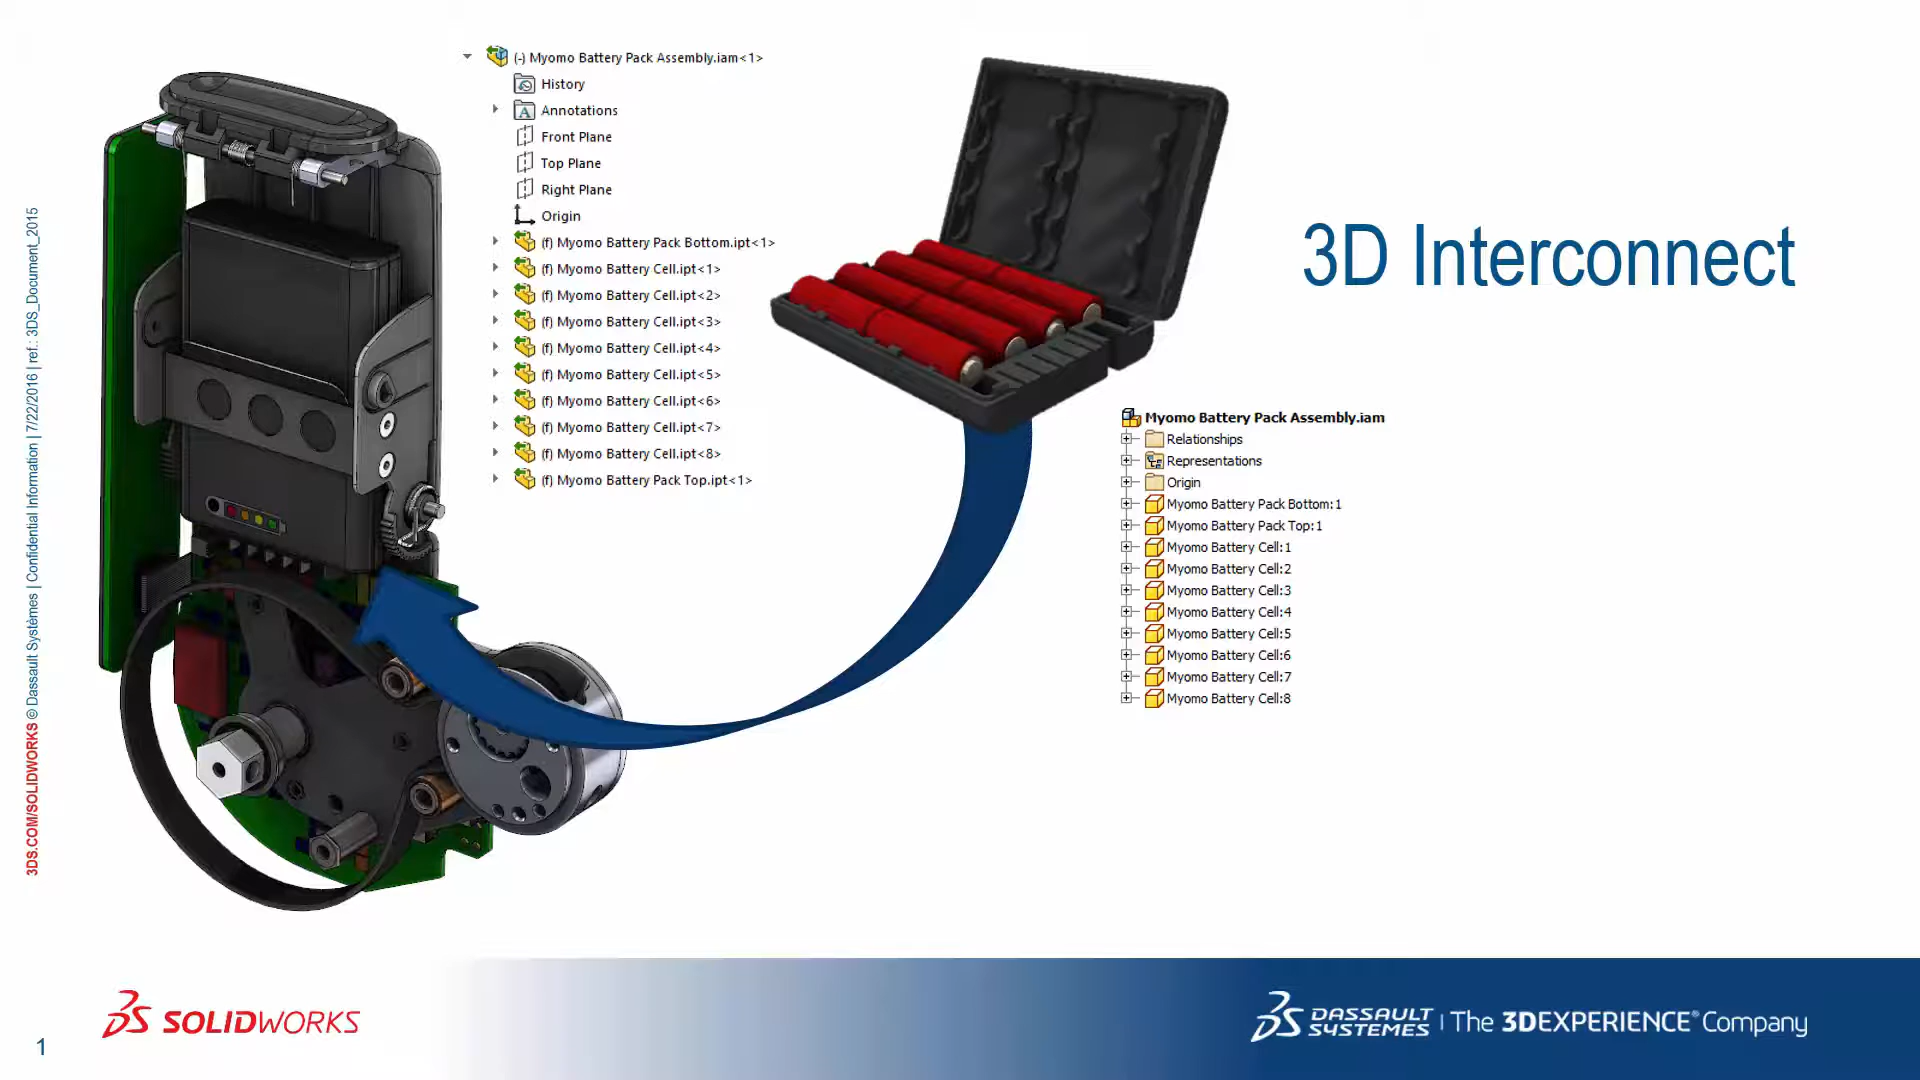 3DS.COM/SOLIDWORKS © Dassault Systèmes | Confidential Information | 7/22/2016 | ref.: 3DS_Document_2015
(-) Myomo Battery Pack Assembly.iam<1>
History
Annotations
Front Plane
Top Plane
Right Plane
Origin
(f) Myomo Battery Pack Bottom.ipt<1>
(f) Myomo Battery Cell.ipt<1>
(f) Myomo Battery Cell.ipt<2>
(f) Myomo Battery Cell.ipt<3>
(f) Myomo Battery Cell.ipt<4>
(f) Myomo Battery Cell.ipt<5>
(f) Myomo Battery Cell.ipt<6>
(f) Myomo Battery Cell.ipt<7>
(f) Myomo Battery Cell.ipt<8>
(f) Myomo Battery Pack Top.ipt<1>
3D Interconnect
Myomo Battery Pack Assembly.iam
Relationships
Representations
Origin
Myomo Battery Pack Bottom:1
Myomo Battery Pack Top:1
Myomo Battery Cell:1
Myomo Battery Cell:2
Myomo Battery Cell:3
Myomo Battery Cell:4
Myomo Battery Cell:5
Myomo Battery Cell:6
Myomo Battery Cell:7
Myomo Battery Cell:8
SOLIDWORKS
DASSAULT SYSTEMES | The 3DEXPERIENCE® Company
1